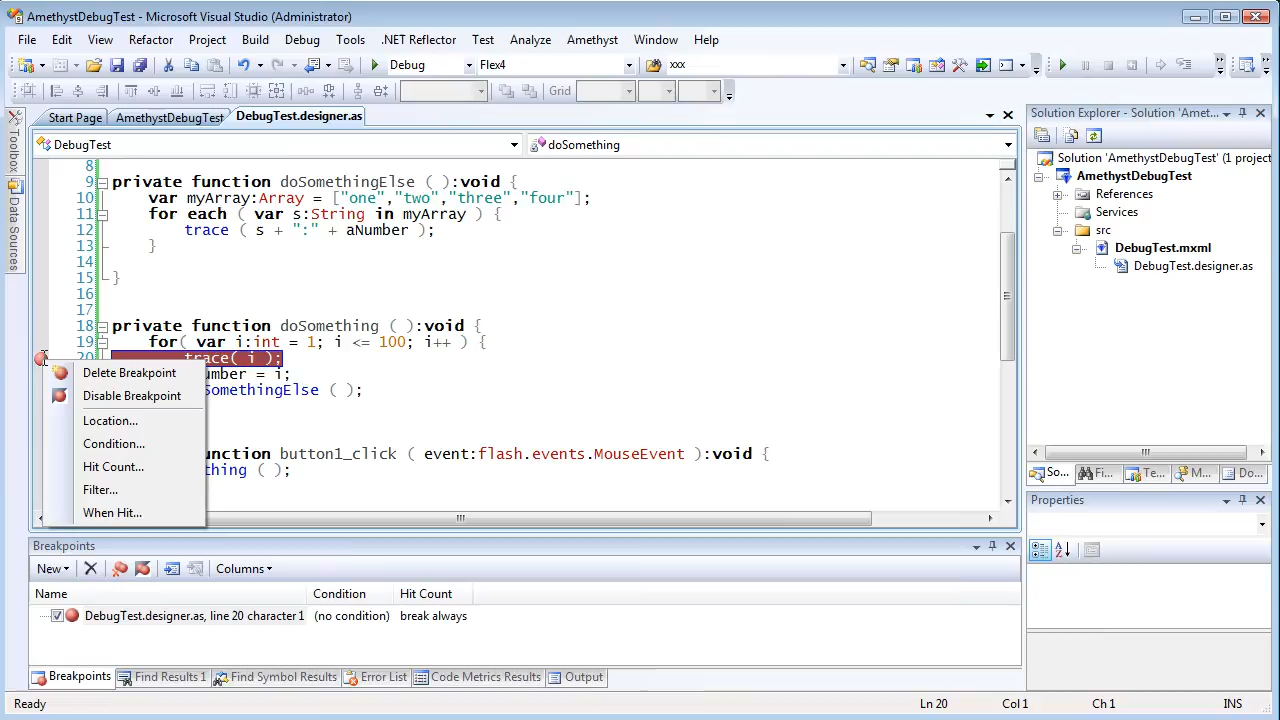 AmethystDebugTest - Microsoft Visual Studio (Administrator)
File Edit View Refactor Project Build Debug Tools .NET Reflector Test Analyze Amethyst Window Help
Debug Flex4 xxx
Grid
Start Page AmethystDebugTest DebugTest.designer.as
DebugTest doSomething
8
9 private function doSomethingElse ( ):void {
10 var myArray:Array = ["one","two","three","four"];
11 for each ( var s:String in myArray ) {
12 trace ( s + ":" + aNumber );
13 }
14
15 }
16
17
18 private function doSomething ( ):void {
19 for( var i:int = 1; i <= 100; i++ ) {
20 trace( i );
umber = i;
SomethingElse ( );
function button1_click ( event:flash.events.MouseEvent ):void {
thing ( );
Delete Breakpoint
Disable Breakpoint
Location...
Condition...
Hit Count...
Filter...
When Hit...
Toolbox
Data Sources
Solution Explorer - Solution 'Amet...
Solution 'AmethystDebugTest' (1 project
AmethystDebugTest
References
Services
src
DebugTest.mxml
DebugTest.designer.as
So... Fi... Te... M... Do...
Properties
Breakpoints
New Columns
Name Condition Hit Count
DebugTest.designer.as, line 20 character 1 (no condition) break always
Breakpoints Find Results 1 Find Symbol Results Error List Code Metrics Results Output
Ready Ln 20 Col 1 Ch 1 INS